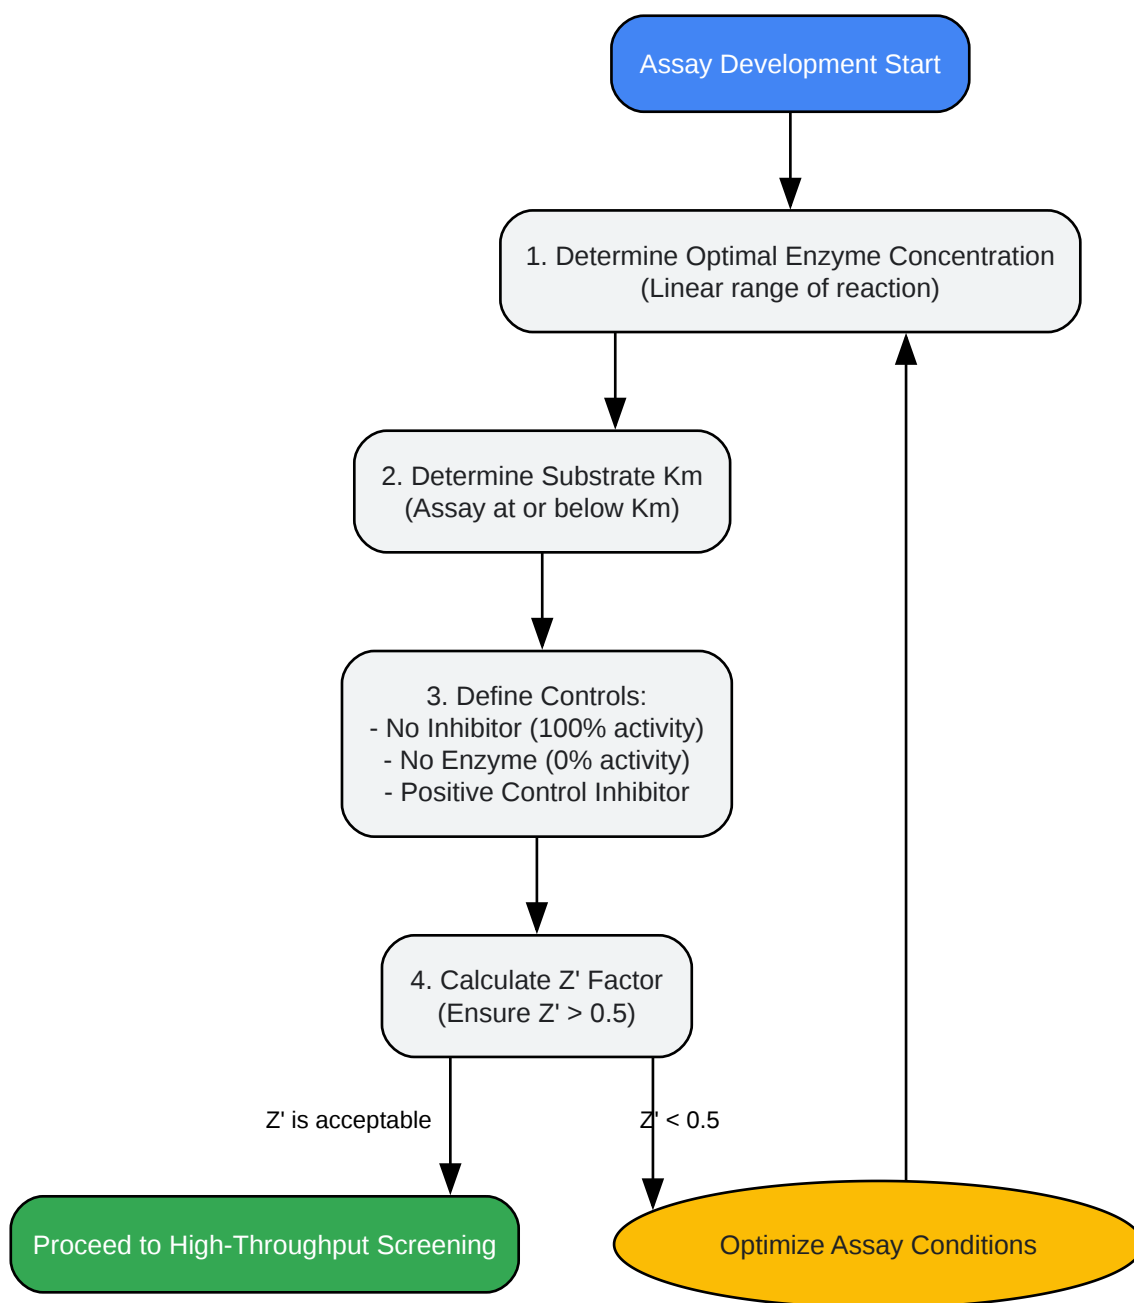 Assay Development Start
1. Determine Optimal Enzyme Concentration
(Linear range of reaction)
2. Determine Substrate Km
(Assay at or below Km)
3. Define Controls:
- No Inhibitor (100% activity)
- No Enzyme (0% activity)
- Positive Control Inhibitor
4. Calculate Z' Factor
(Ensure Z' > 0.5)
Z' is acceptable
Z' < 0.5
Proceed to High-Throughput Screening
Optimize Assay Conditions